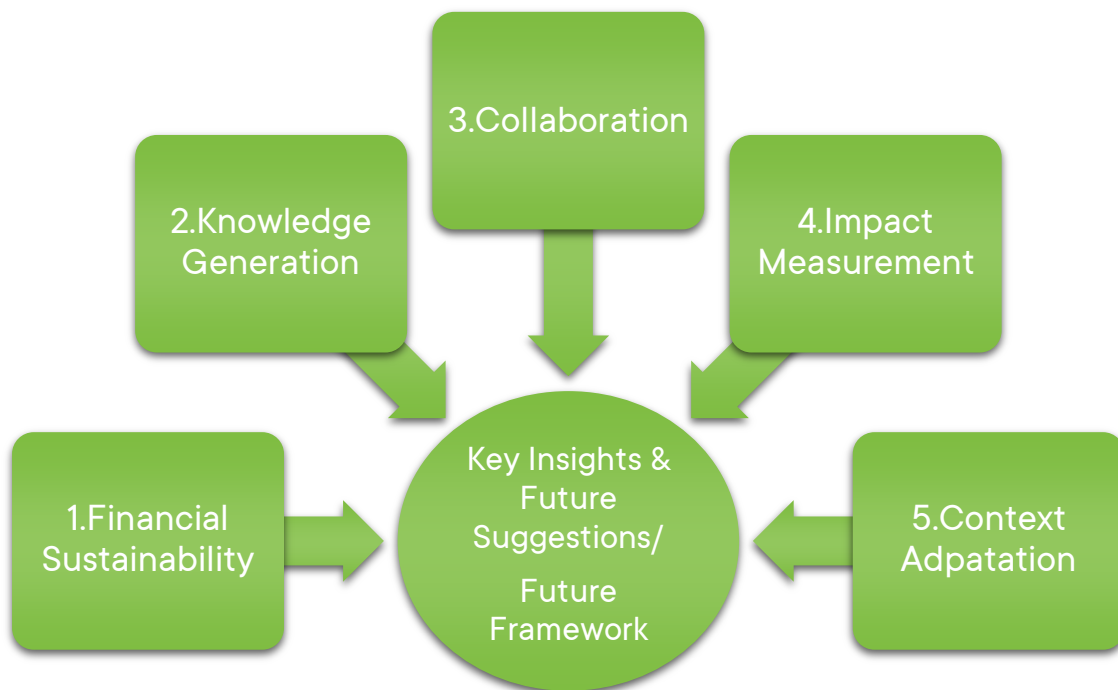 1.Financial
Sustainability
2.Knowledge
Generation
3.Collaboration
4.Impact
Measurement
5.Context
Adpatation
Key Insights &
Future
Suggestions/
Future
Framework